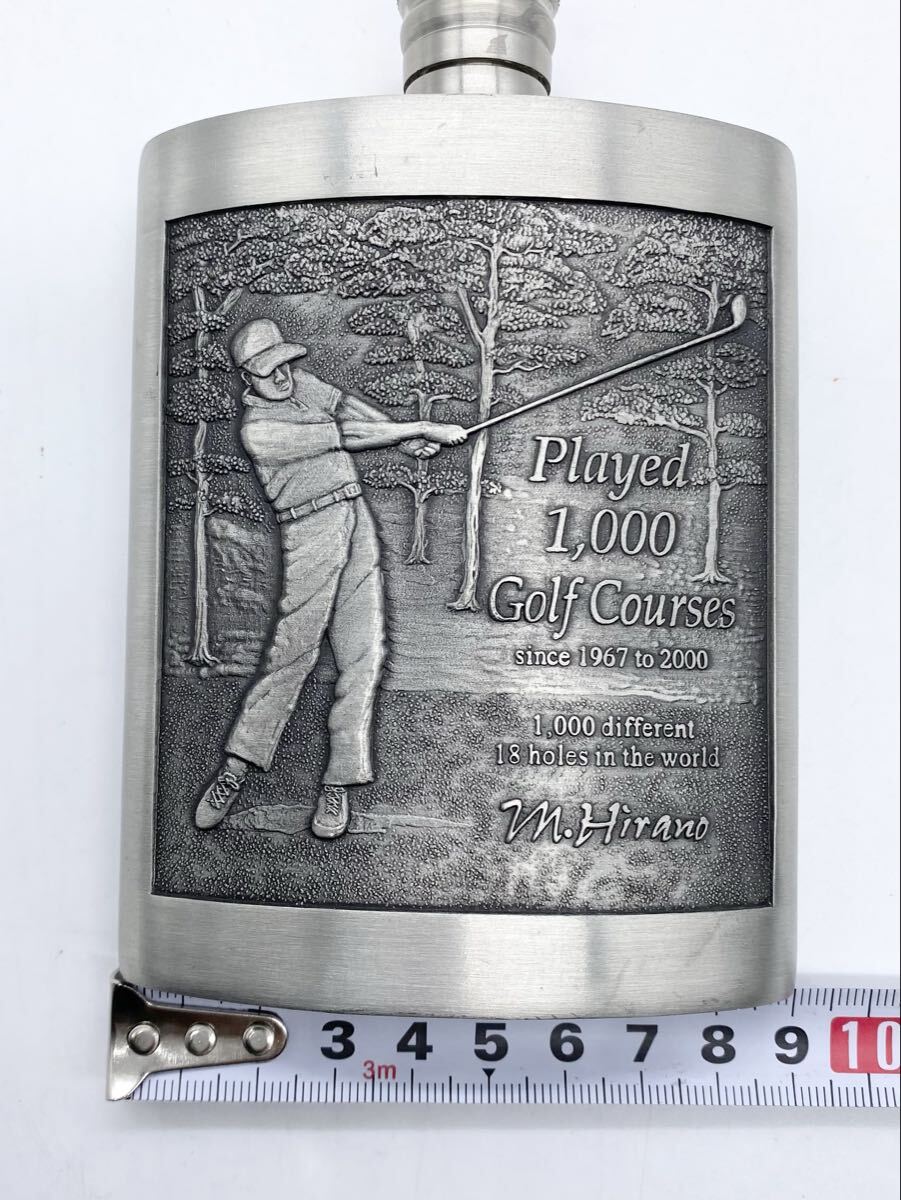 Played
1,000
Golf Courses
since 1967 to 2000
1,000 different
18 holes in the world
M.Hirano
3 4 5 6 7 8 9 10
3m